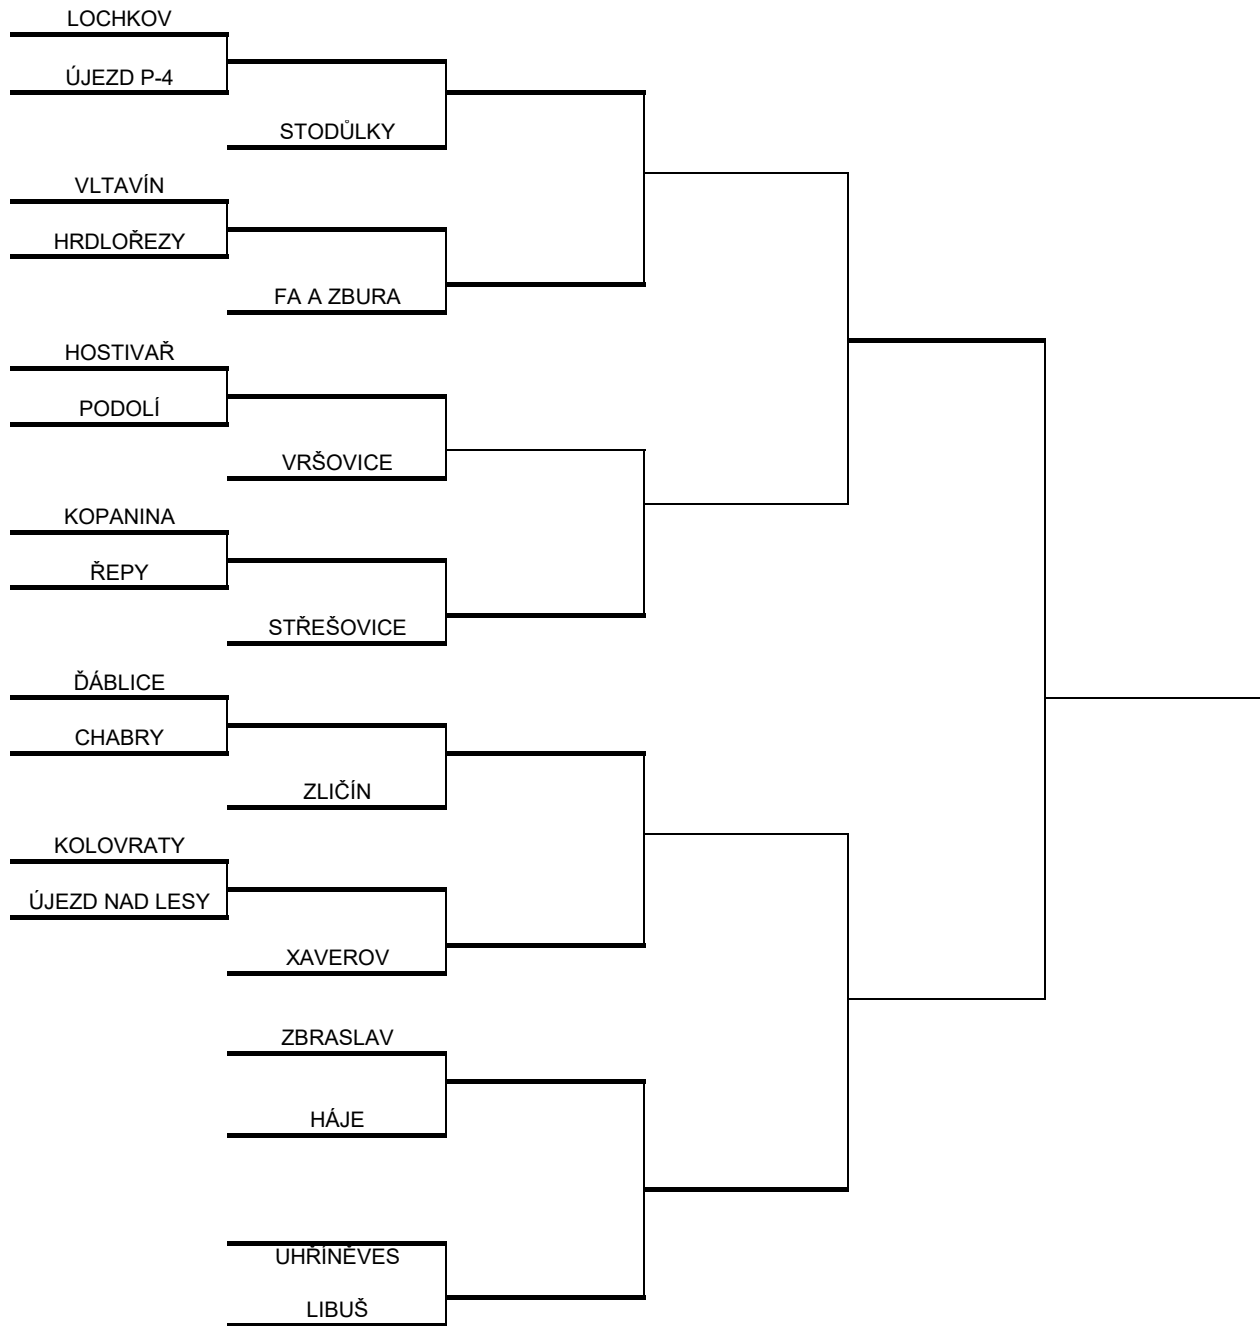 LOCHKOV
ÚJEZD P-4
STODŮLKY
VLTAVÍN
HRDLOŘEZY
FA A ZBURA
HOSTIVAŘ
PODOLÍ
VRŠOVICE
KOPANINA
ŘEPY
STŘEŠOVICE
ĎÁBLICE
CHABRY
ZLIČÍN
KOLOVRATY
ÚJEZD NAD LESY
XAVEROV
ZBRASLAV
HÁJE
UHŘÍNĚVES
LIBUŠ